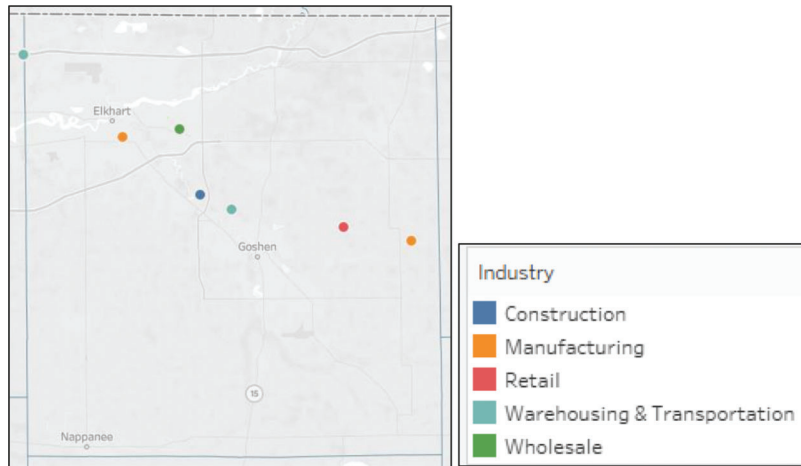 Elkhart
Goshen
15
Nappanee
Industry
Construction
Manufacturing
Retail
Warehousing & Transportation
Wholesale